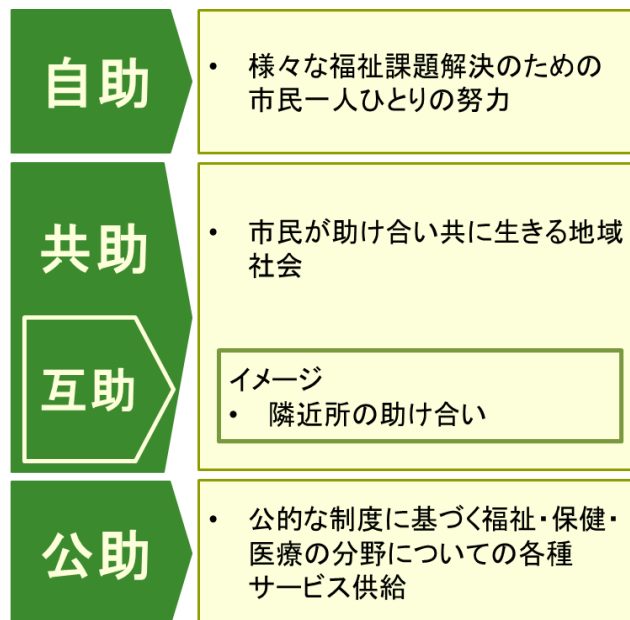 自助
• 様々な福祉課題解決のための
市民一人ひとりの努力
共助
• 市民が助け合い共に生きる地域
社会
互助
イメージ
• 隣近所の助け合い
公助
• 公的な制度に基づく福祉・保健・
医療の分野についての各種
サービス供給